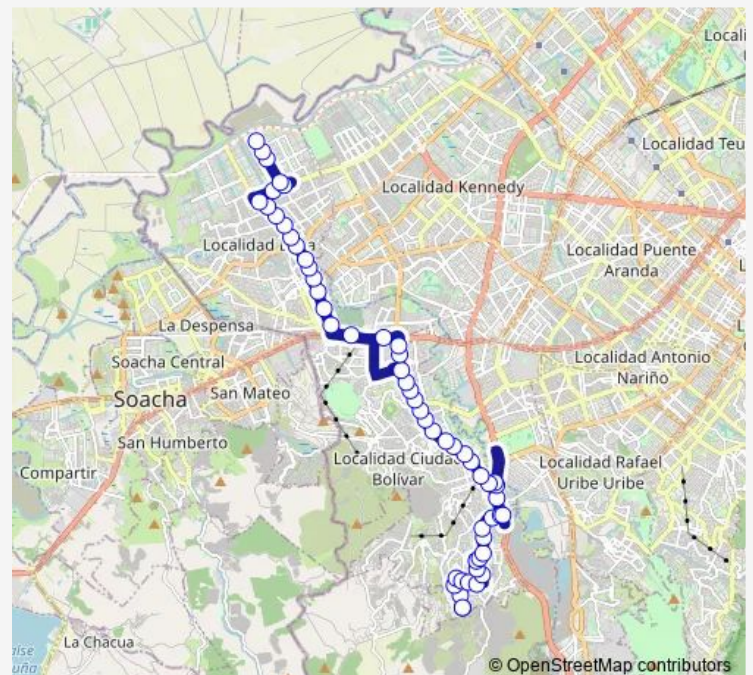 Locali
Localidad Teu
Localidad Kennedy
Localidad
Localidad Puente
Aranda
La Despensa
Soacha Central
Localidad Antonio
Nariño
Soacha
San Mateo
San Humberto
Localidad Ciuda
Bolívar
Localidad Rafael
Uribe Uribe
Compartir
La Chacua
© OpenStreetMap contributors